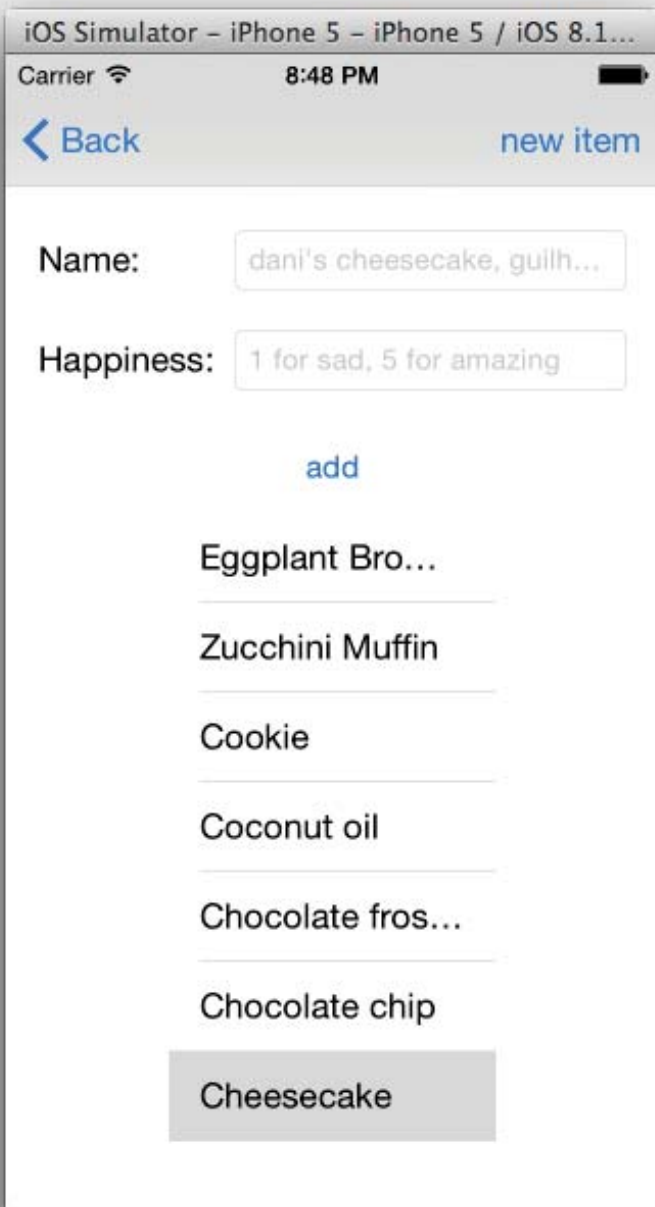 iOS Simulator – iPhone 5 – iPhone 5 / iOS 8.1...
Carrier 8:48 PM
Back new item
Name: dani's cheesecake, guilh...
Happiness: 1 for sad, 5 for amazing
add
Eggplant Bro...
Zucchini Muffin
Cookie
Coconut oil
Chocolate fros...
Chocolate chip
Cheesecake